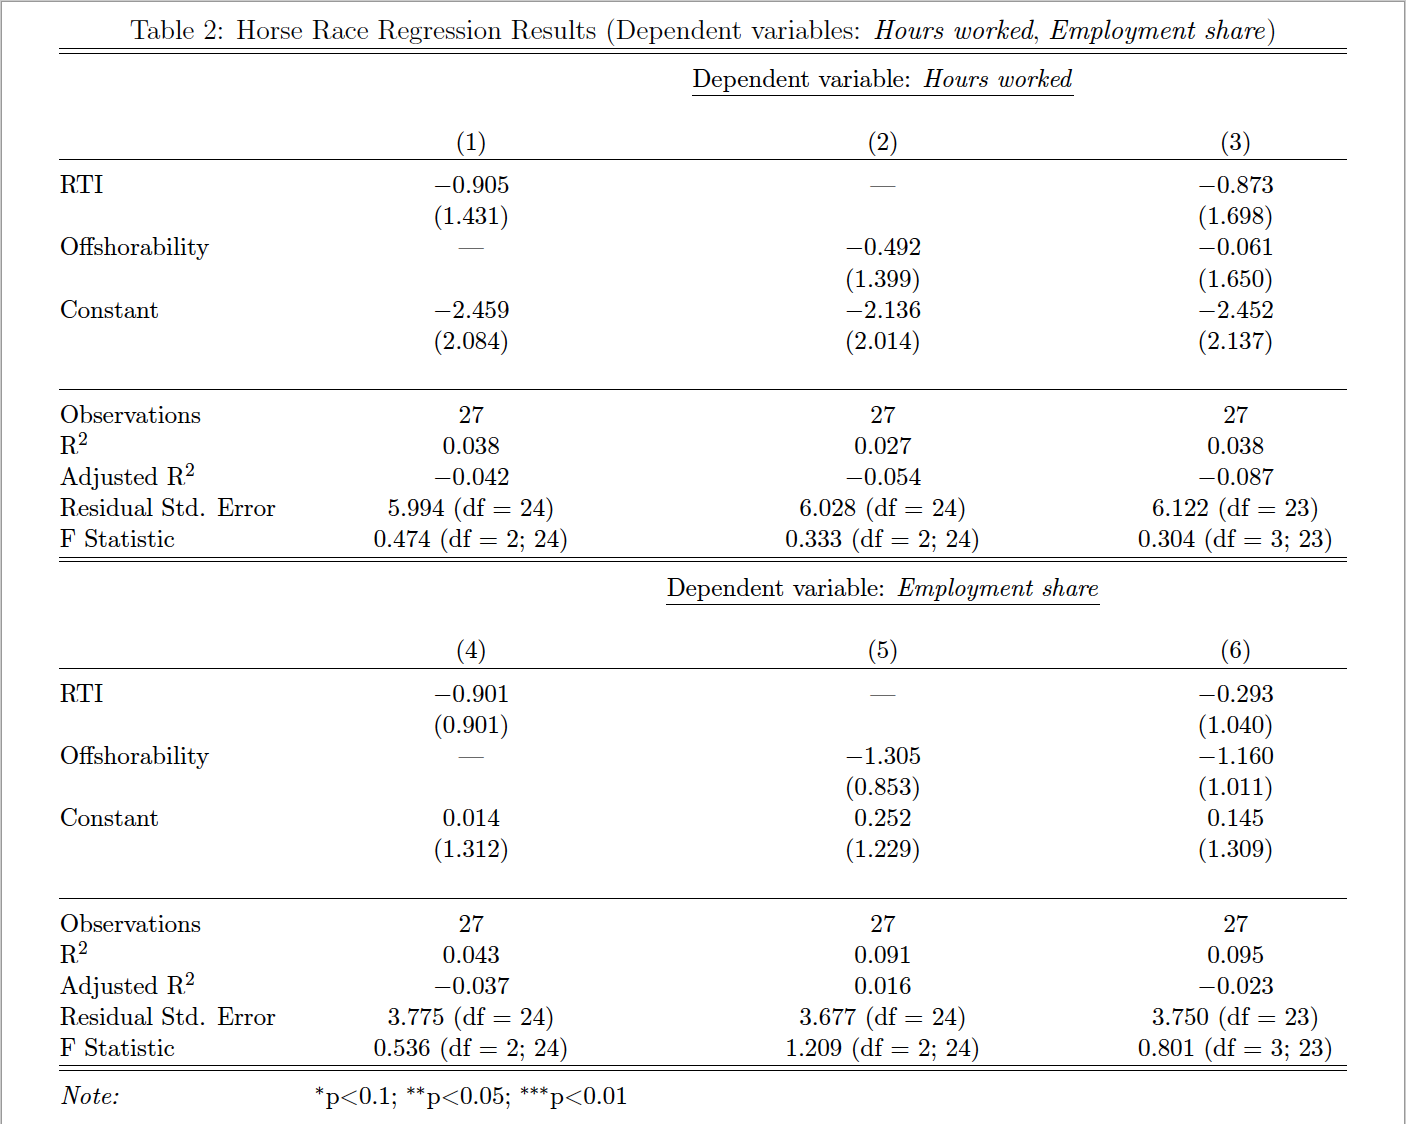 Table 2: Horse Race Regression Results (Dependent variables: Hours worked, Employment share)
Dependent variable: Hours worked
(1) (2) (3)
RTI −0.905 — −0.873
(1.431) (1.698)
Offshorability — −0.492 −0.061
(1.399) (1.650)
Constant −2.459 −2.136 −2.452
(2.084) (2.014) (2.137)
Observations 27 27 27
R² 0.038 0.027 0.038
Adjusted R² −0.042 −0.054 −0.087
Residual Std. Error 5.994 (df = 24) 6.028 (df = 24) 6.122 (df = 23)
F Statistic 0.474 (df = 2; 24) 0.333 (df = 2; 24) 0.304 (df = 3; 23)
Dependent variable: Employment share
(4) (5) (6)
RTI −0.901 — −0.293
(0.901) (1.040)
Offshorability — −1.305 −1.160
(0.853) (1.011)
Constant 0.014 0.252 0.145
(1.312) (1.229) (1.309)
Observations 27 27 27
R² 0.043 0.091 0.095
Adjusted R² −0.037 0.016 −0.023
Residual Std. Error 3.775 (df = 24) 3.677 (df = 24) 3.750 (df = 23)
F Statistic 0.536 (df = 2; 24) 1.209 (df = 2; 24) 0.801 (df = 3; 23)
Note: *p<0.1; **p<0.05; ***p<0.01